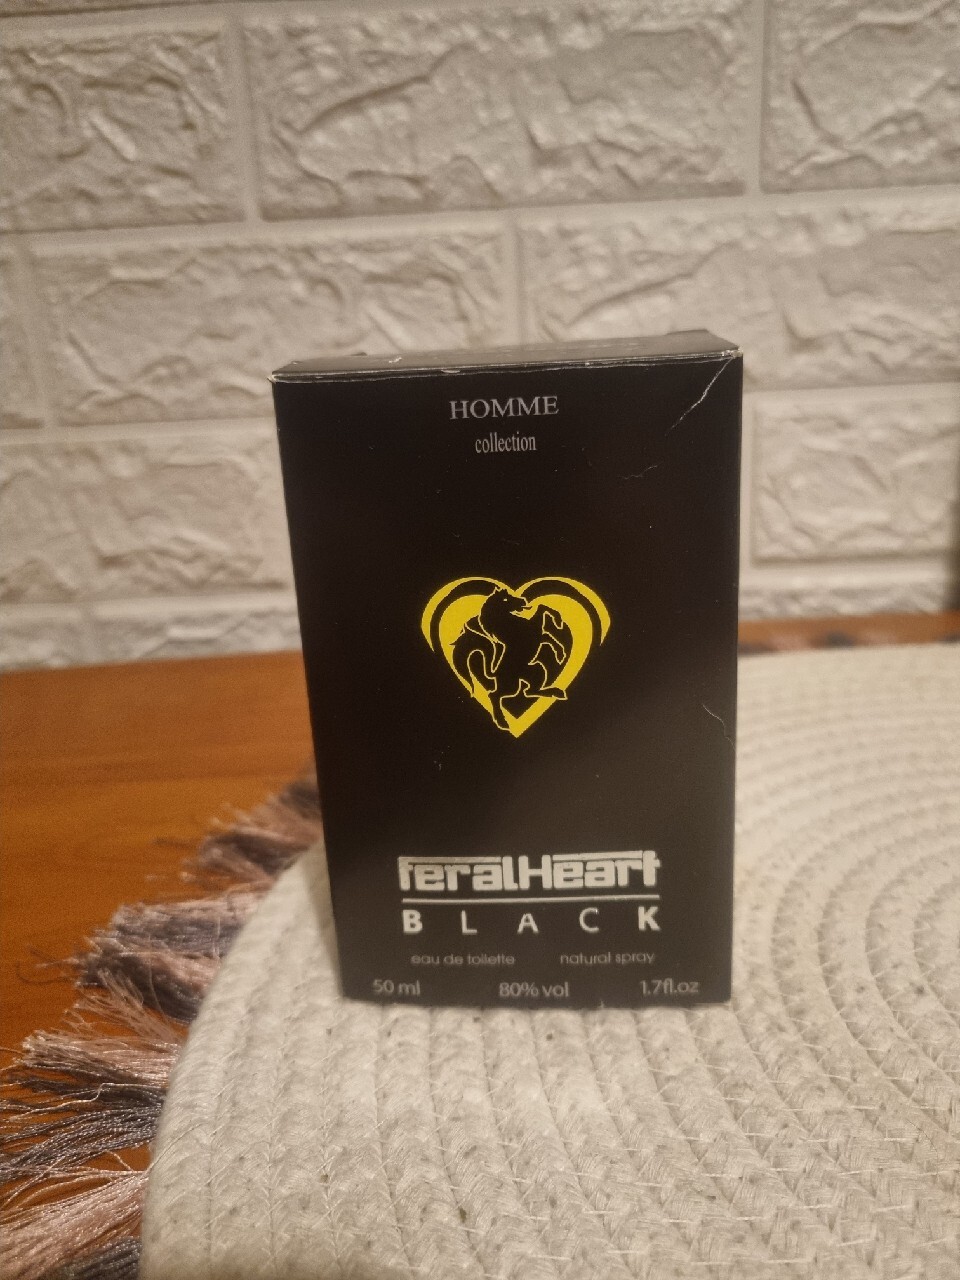 HOMME
collection
feralHeart
BLACK
eau de toilette natural spray
50 ml 80% vol 1.7fl.oz